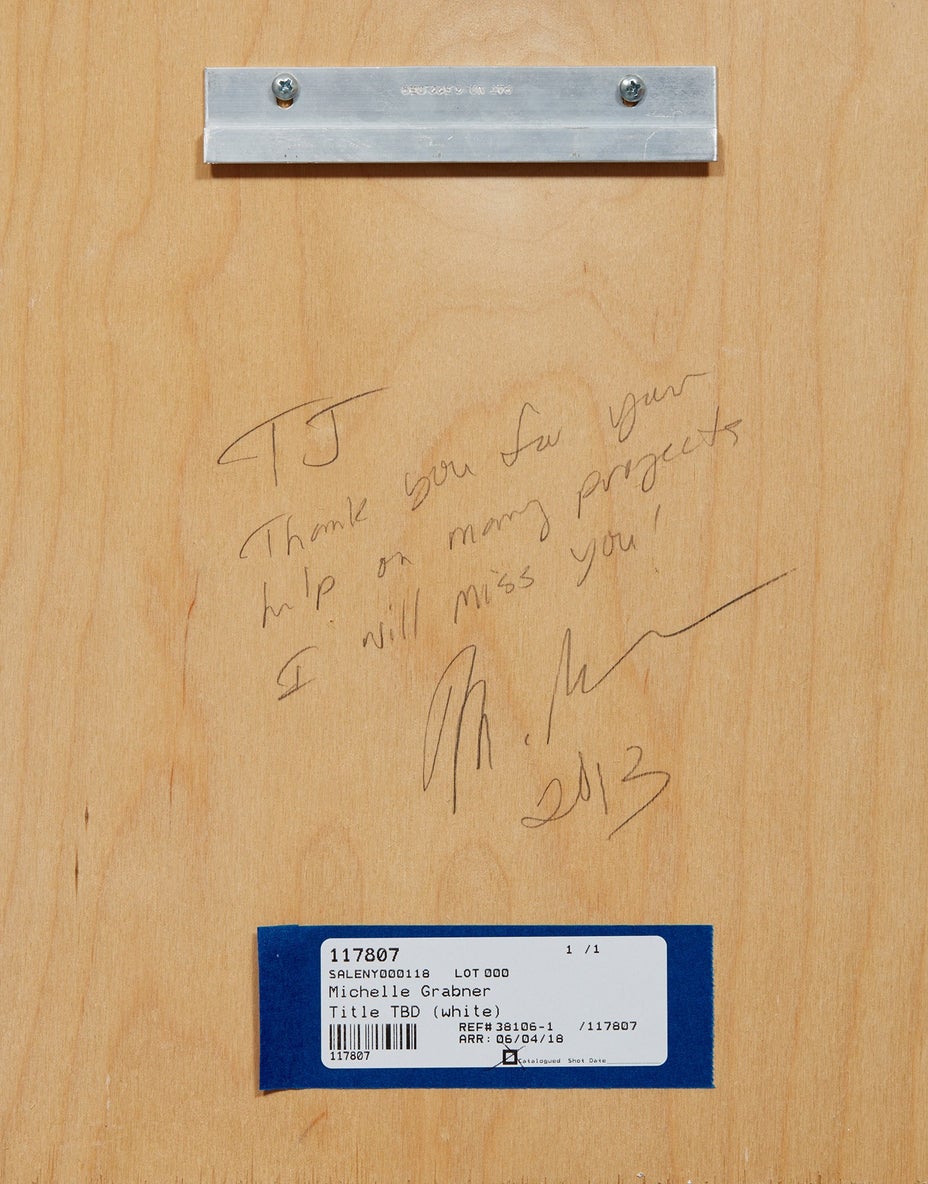 TJ
Thank you for your
help on many projects
I will miss you!
2013
117807 1 /1
SALENY000118 LOT 000
Michelle Grabner
Title TBD (white)
REF# 38106-1 /117807
ARR: 06/04/18
117807
Catalogued Shot Date